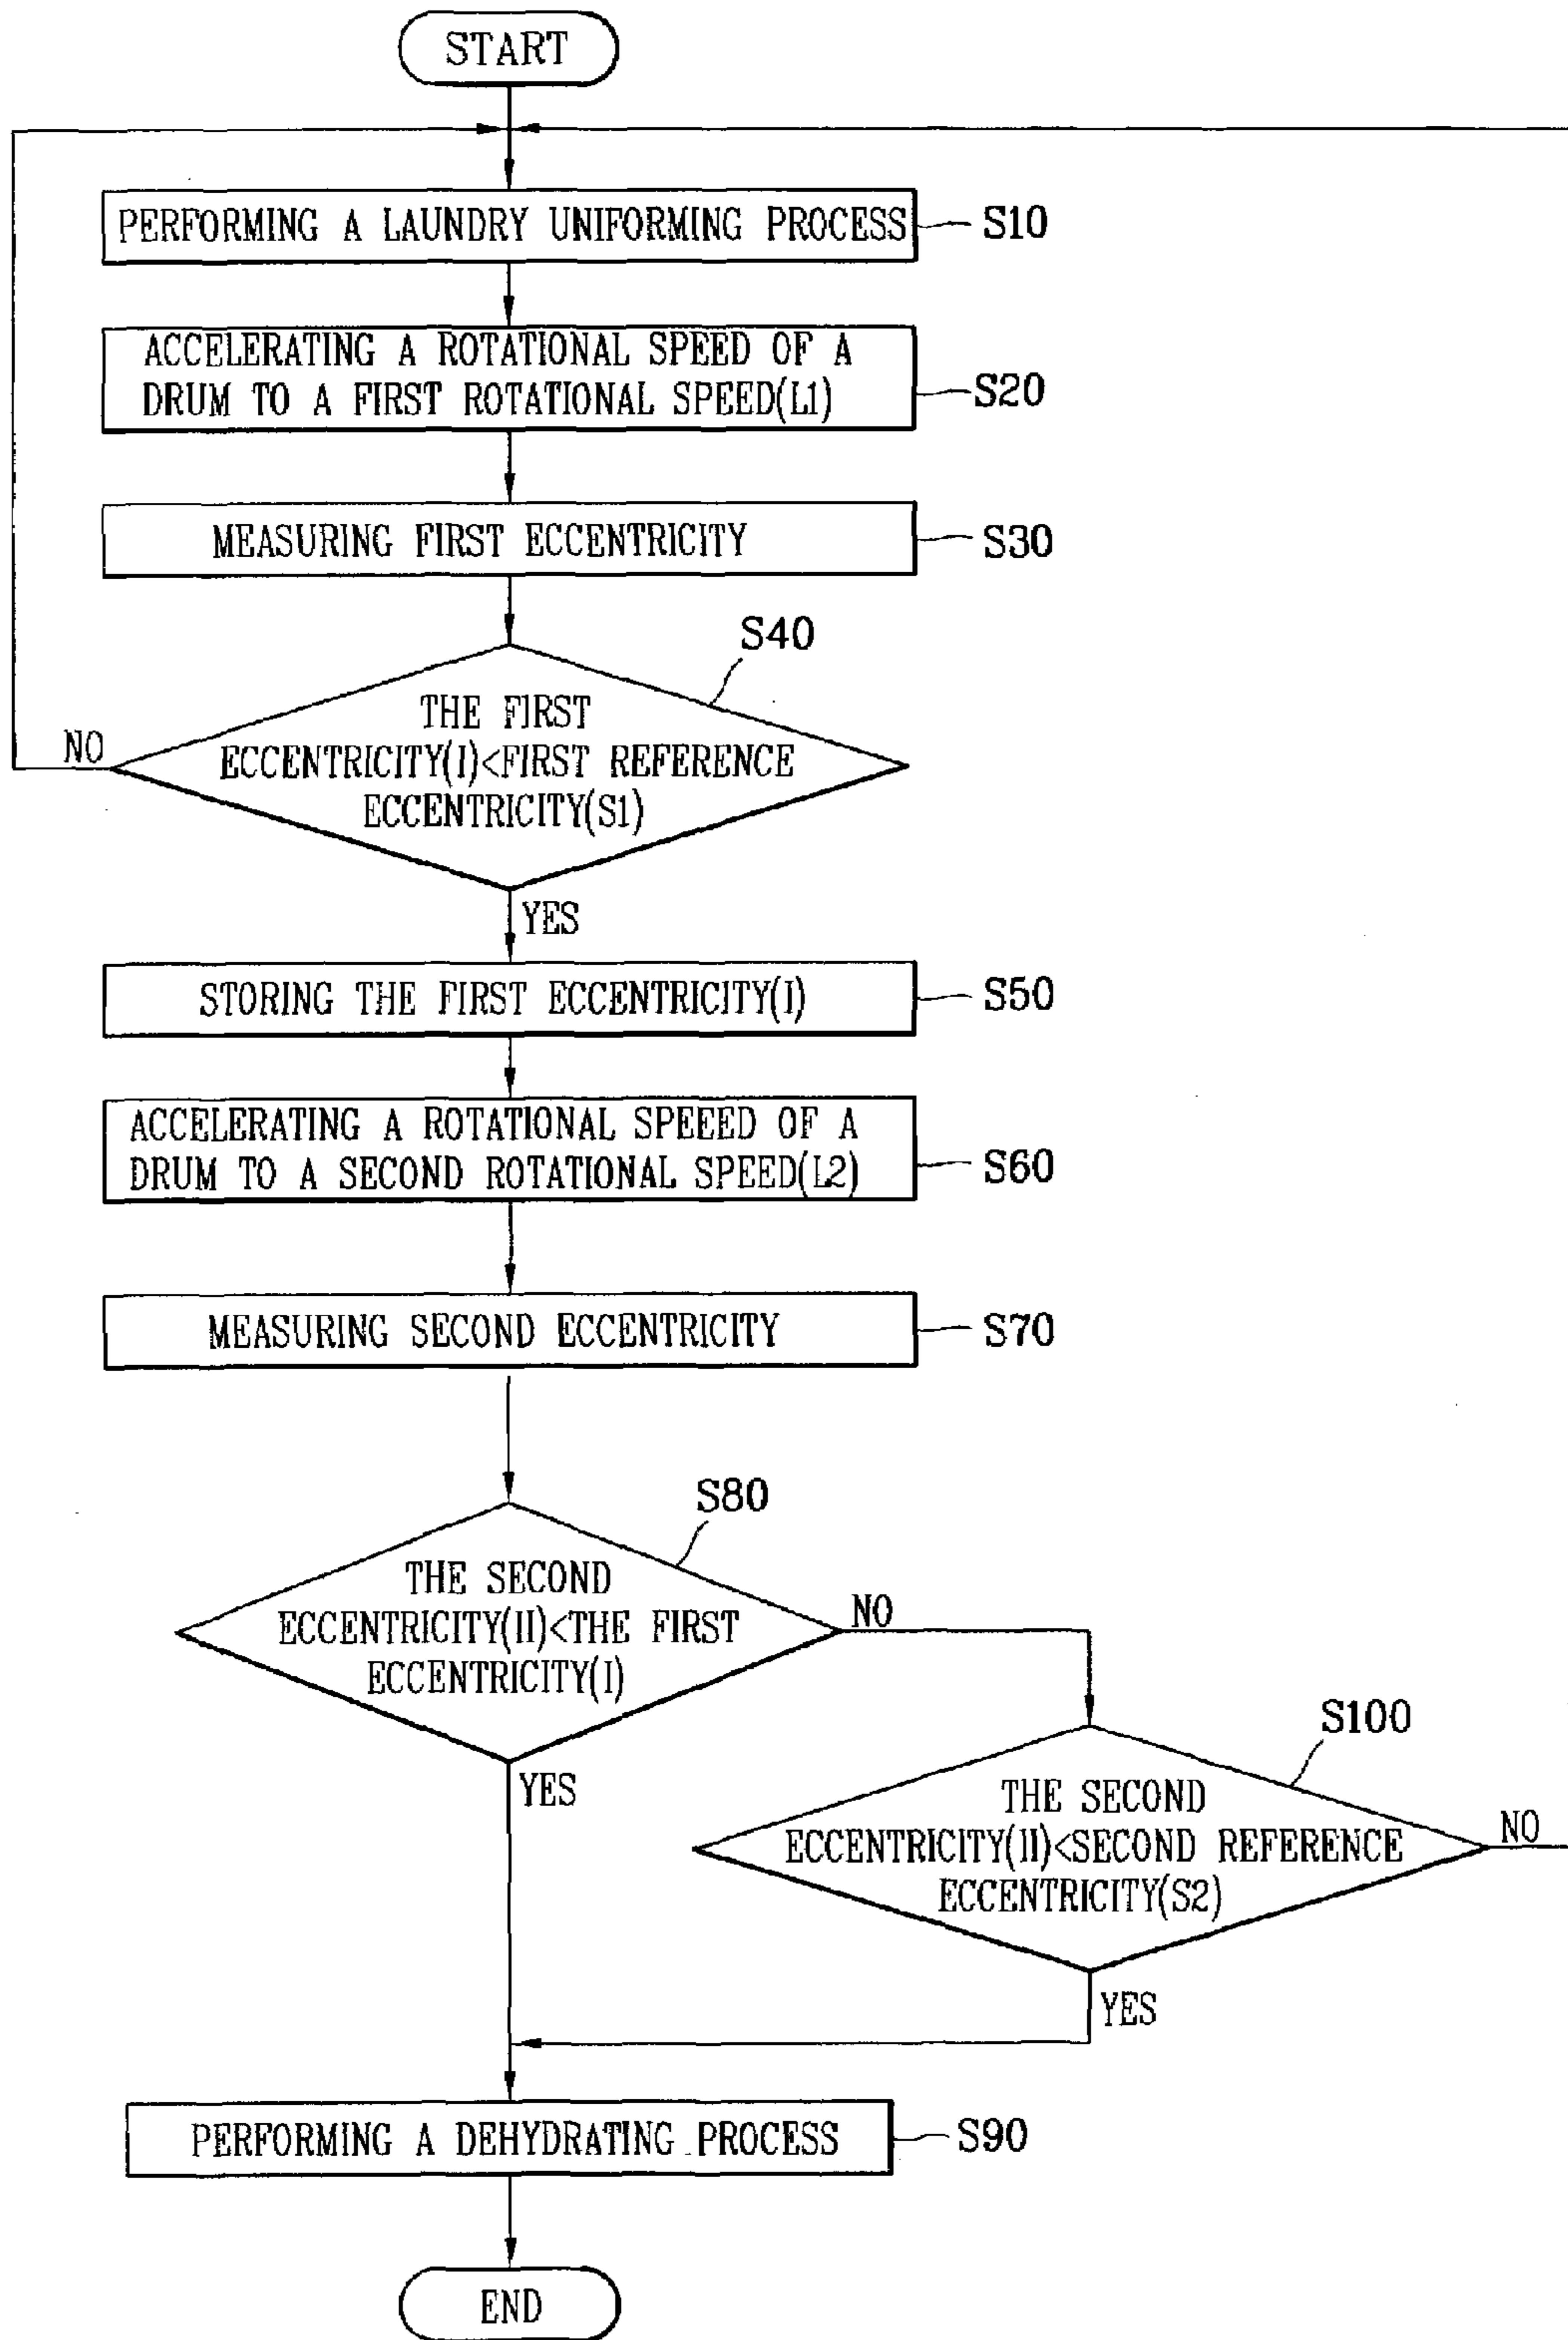 START
PERFORMING A LAUNDRY UNIFORMING PROCESS
S10
ACCELERATING A ROTATIONAL SPEED OF A
DRUM TO A FIRST ROTATIONAL SPEED(L1)
S20
MEASURING FIRST ECCENTRICITY
S30
S40
THE FIRST
ECCENTRICITY(I)<FIRST REFERENCE
ECCENTRICITY(S1)
NO
YES
STORING THE FIRST ECCENTRICITY(I)
S50
ACCELERATING A ROTATIONAL SPEEED OF A
DRUM TO A SECOND ROTATIONAL SPEED(L2)
S60
MEASURING SECOND ECCENTRICITY
S70
S80
THE SECOND
ECCENTRICITY(II)<THE FIRST
ECCENTRICITY(I)
NO
YES
S100
THE SECOND
ECCENTRICITY(II)<SECOND REFERENCE
ECCENTRICITY(S2)
NO
YES
PERFORMING A DEHYDRATING PROCESS
S90
END